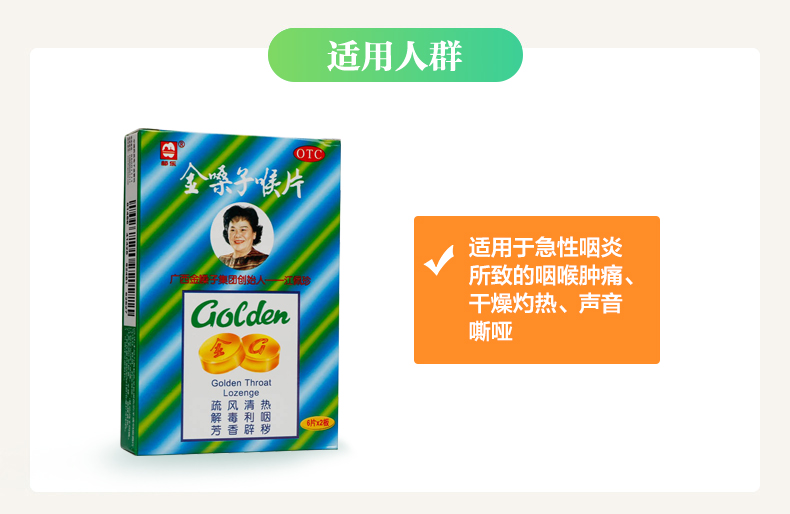 适用人群
都乐
®
OTC
金嗓子喉片
广西金嗓子集团创始人——江佩珍
Golden
金 G
Golden Throat
Lozenge
疏风清热
解毒利咽
芳香辟秽
6片x2板
适用于急性咽炎
所致的咽喉肿痛、
干燥灼热、声音
嘶哑